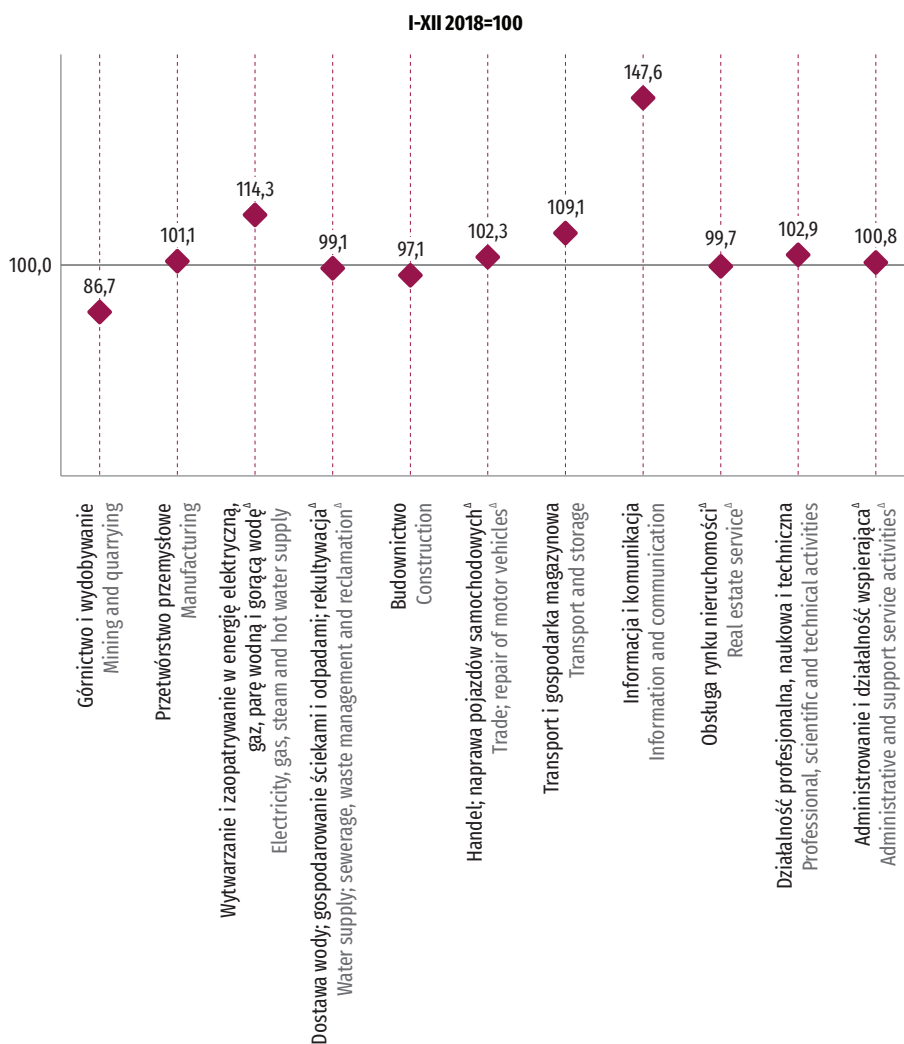 I-XII 2018=100
147,6
114,3
109,1
101,1
99,1
97,1
102,3
99,7
102,9
100,8
100,0
86,7
Górnictwo i wydobywanie
Mining and quarrying
Przetwórstwo przemysłowe
Manufacturing
Wytwarzanie i zaopatrywanie w energię elektryczną,
gaz, parę wodną i gorącą wodę^Δ
Electricity, gas, steam and hot water supply
Dostawa wody; gospodarowanie ściekami i odpadami; rekultywacja^Δ
Water supply; sewerage, waste management and reclamation^Δ
Budownictwo
Construction
Handel; naprawa pojazdów samochodowych^Δ
Trade; repair of motor vehicles^Δ
Transport i gospodarka magazynowa
Transport and storage
Informacja i komunikacja
Information and communication
Obsługa rynku nieruchomości^Δ
Real estate service^Δ
Działalność profesjonalna, naukowa i techniczna
Professional, scientific and technical activities
Administrowanie i działalność wspierająca^Δ
Administrative and support service activities^Δ